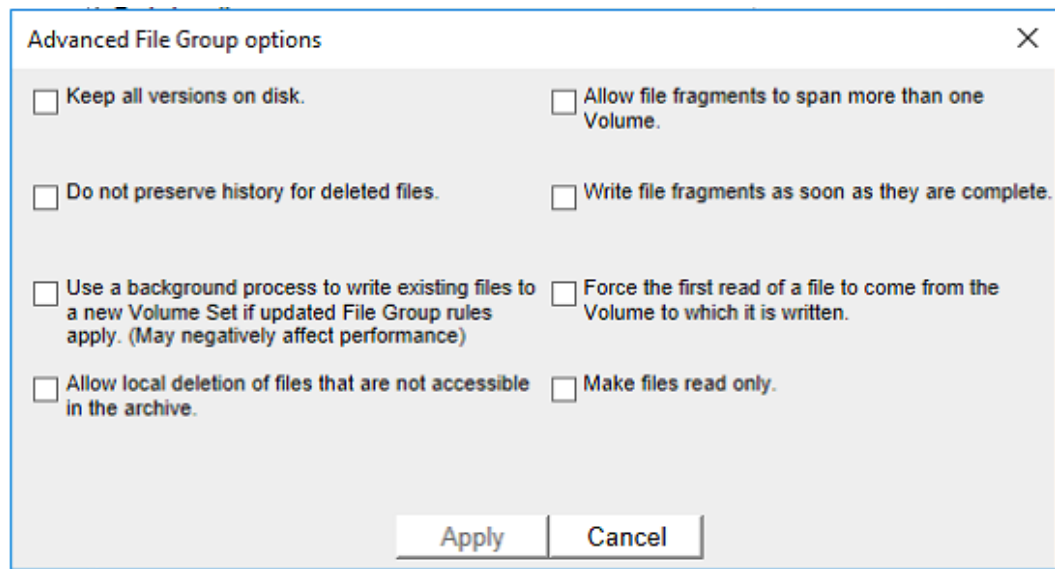 Advanced File Group options
Keep all versions on disk.
Allow file fragments to span more than one
Volume.
Do not preserve history for deleted files.
Write file fragments as soon as they are complete.
Use a background process to write existing files to
a new Volume Set if updated File Group rules
apply. (May negatively affect performance)
Force the first read of a file to come from the
Volume to which it is written.
Allow local deletion of files that are not accessible
in the archive.
Make files read only.
Apply
Cancel